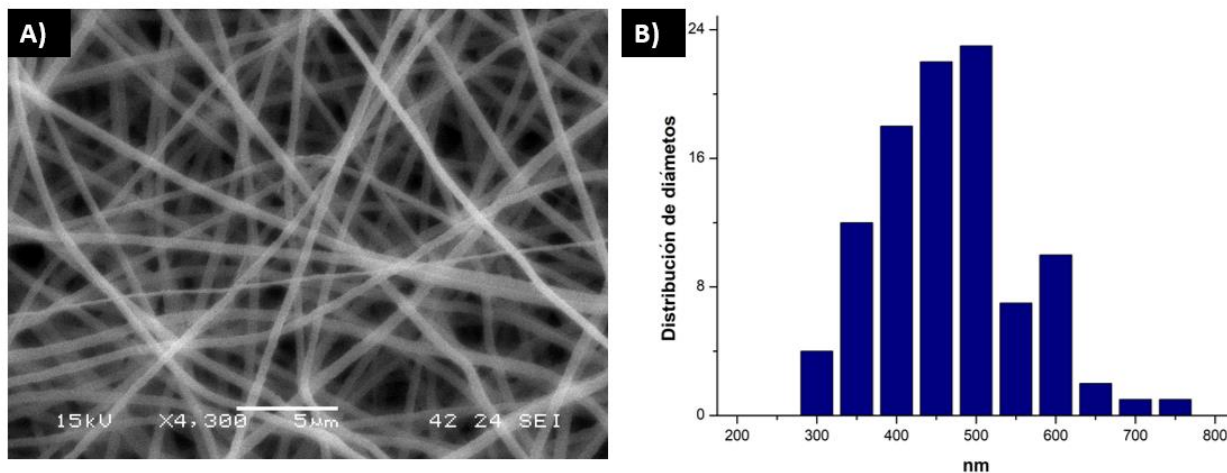 A)
15kV X4,300 5µm 42 24 SEI
B)
Distribución de diámetos
24
16
8
0
200 300 400 500 600 700 800
nm